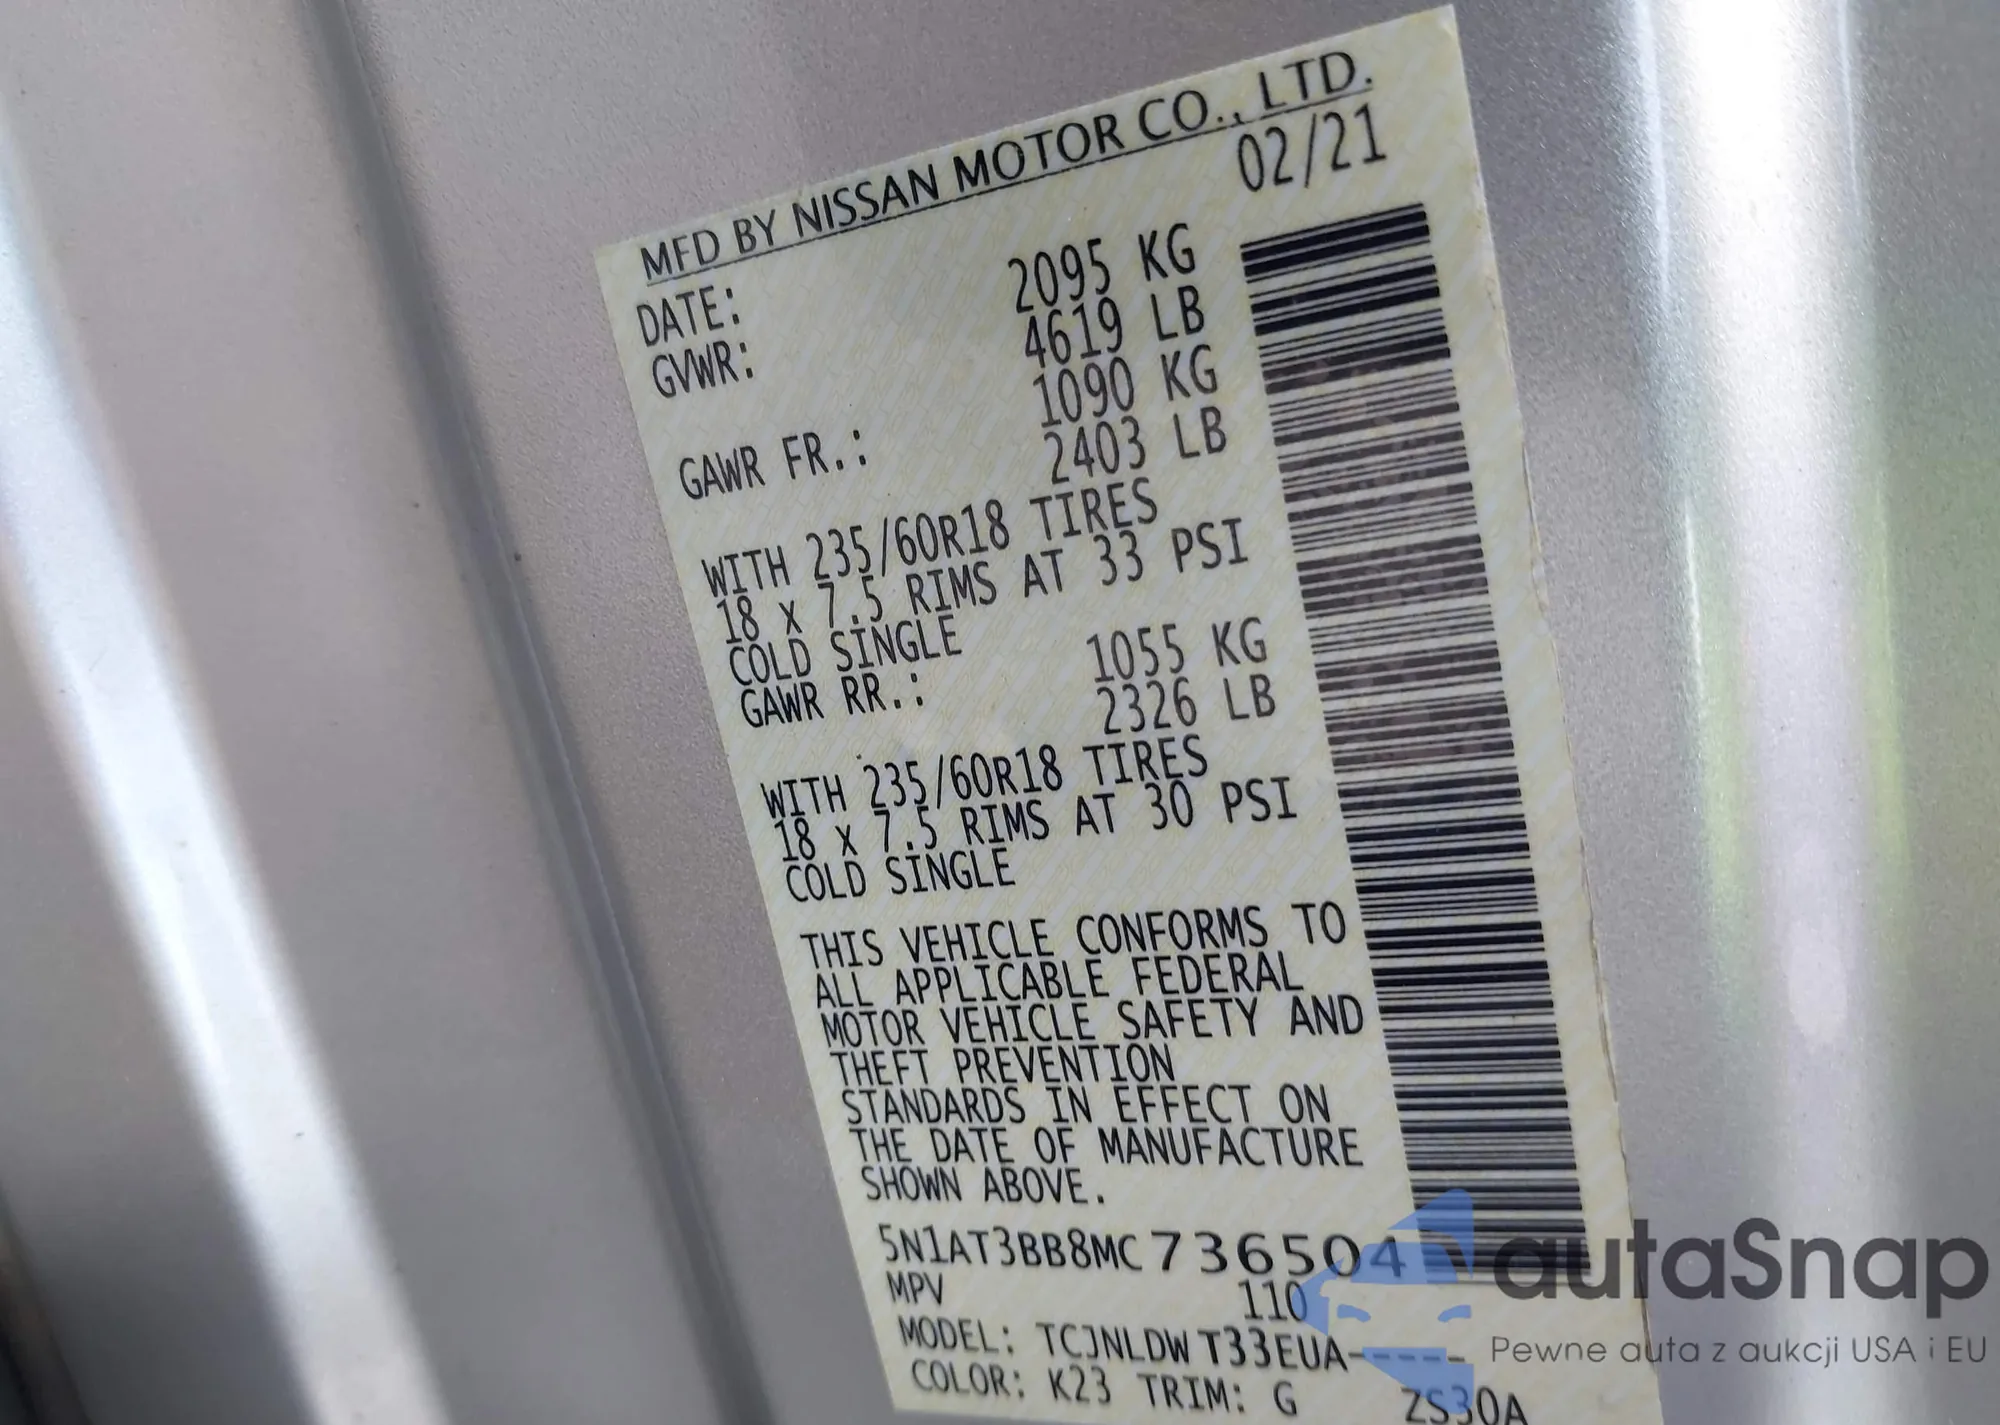 MFD BY NISSAN MOTOR CO., LTD.
DATE: 02/21
GVWR: 2095 KG
4619 LB
GAWR FR.: 1090 KG
2403 LB
WITH 235/60R18 TIRES
18 x 7.5 RIMS AT 33 PSI
COLD SINGLE
GAWR RR.: 1055 KG
2326 LB
WITH 235/60R18 TIRES
18 x 7.5 RIMS AT 30 PSI
COLD SINGLE
THIS VEHICLE CONFORMS TO
ALL APPLICABLE FEDERAL
MOTOR VEHICLE SAFETY AND
THEFT PREVENTION
STANDARDS IN EFFECT ON
THE DATE OF MANUFACTURE
SHOWN ABOVE.
5N1AT3BB8MC736504
MPV 110
MODEL: TCJNLDW T33EUA-----
COLOR: K23 TRIM: G ZS30A
autaSnap
Pewne auta z aukcji USA i EU